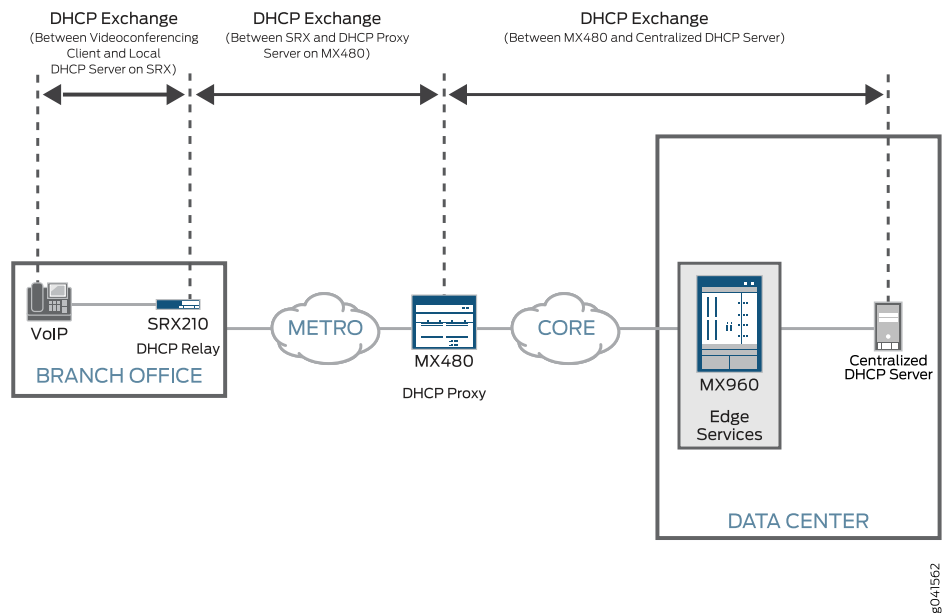 DHCP Exchange
(Between Videoconferencing
Client and Local
DHCP Server on SRX)
DHCP Exchange
(Between SRX and DHCP Proxy
Server on MX480)
DHCP Exchange
(Between MX480 and Centralized DHCP Server)
VoIP
SRX210
DHCP Relay
BRANCH OFFICE
METRO
MX480
DHCP Proxy
CORE
MX960
Edge
Services
Centralized
DHCP Server
DATA CENTER
g041562